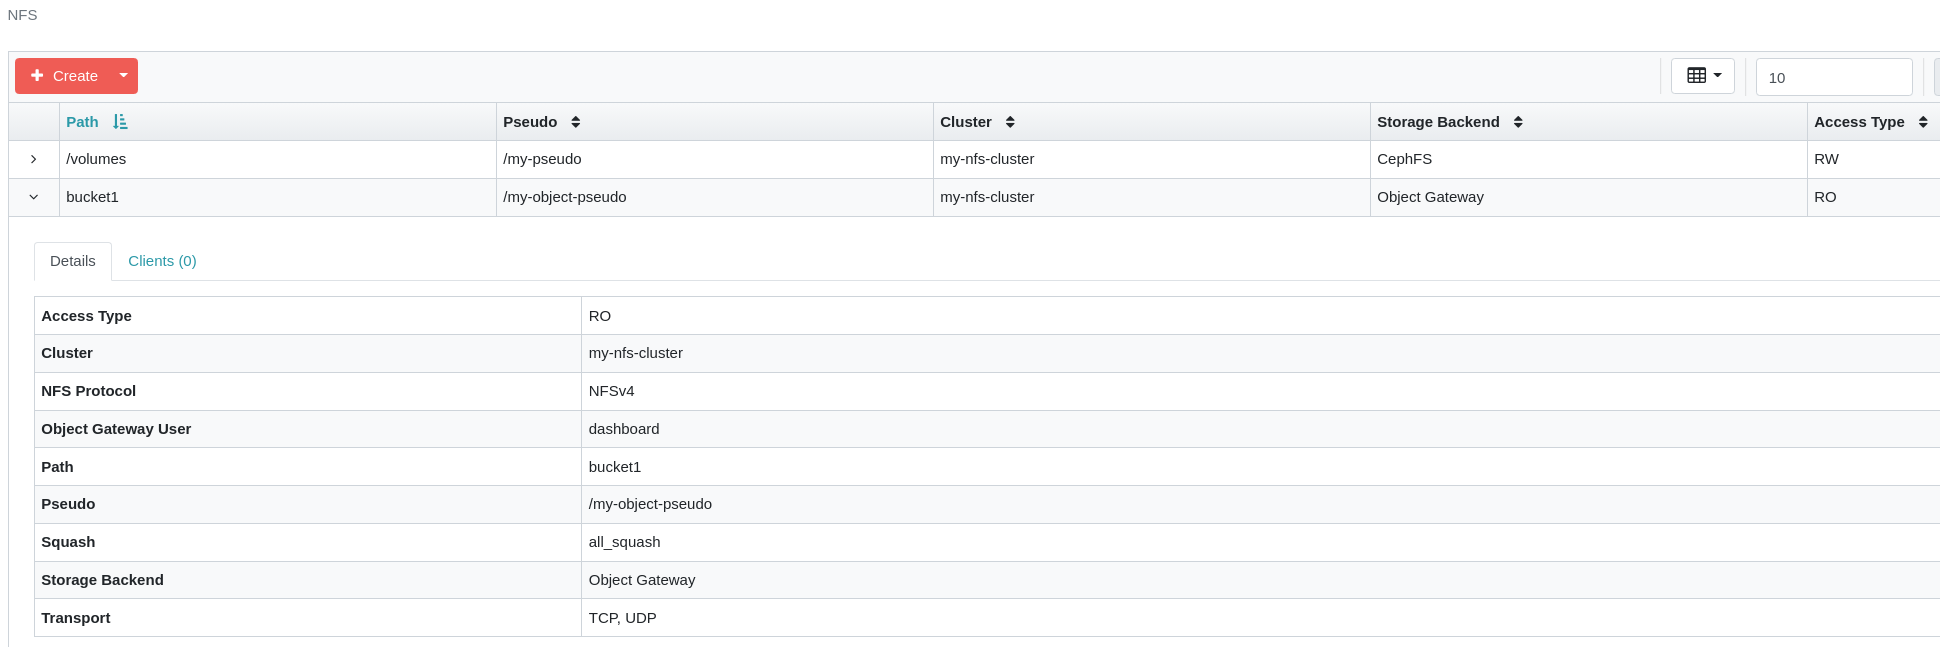 NFS
Create
10
Path Pseudo Cluster Storage Backend Access Type
/volumes /my-pseudo my-nfs-cluster CephFS RW
bucket1 /my-object-pseudo my-nfs-cluster Object Gateway RO
Details Clients (0)
Access Type RO
Cluster my-nfs-cluster
NFS Protocol NFSv4
Object Gateway User dashboard
Path bucket1
Pseudo /my-object-pseudo
Squash all_squash
Storage Backend Object Gateway
Transport TCP, UDP